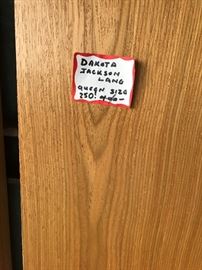 DAKOTA
JACKSON
LANG
QUEEN SIZE
250.